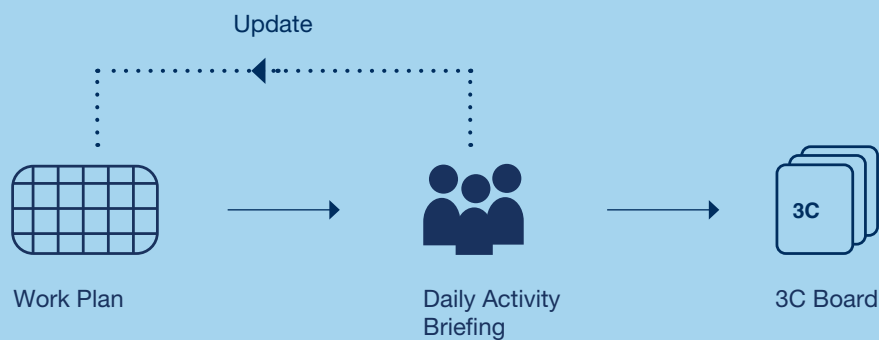 Update
3C
Work Plan
Daily Activity
Briefing
3C Board